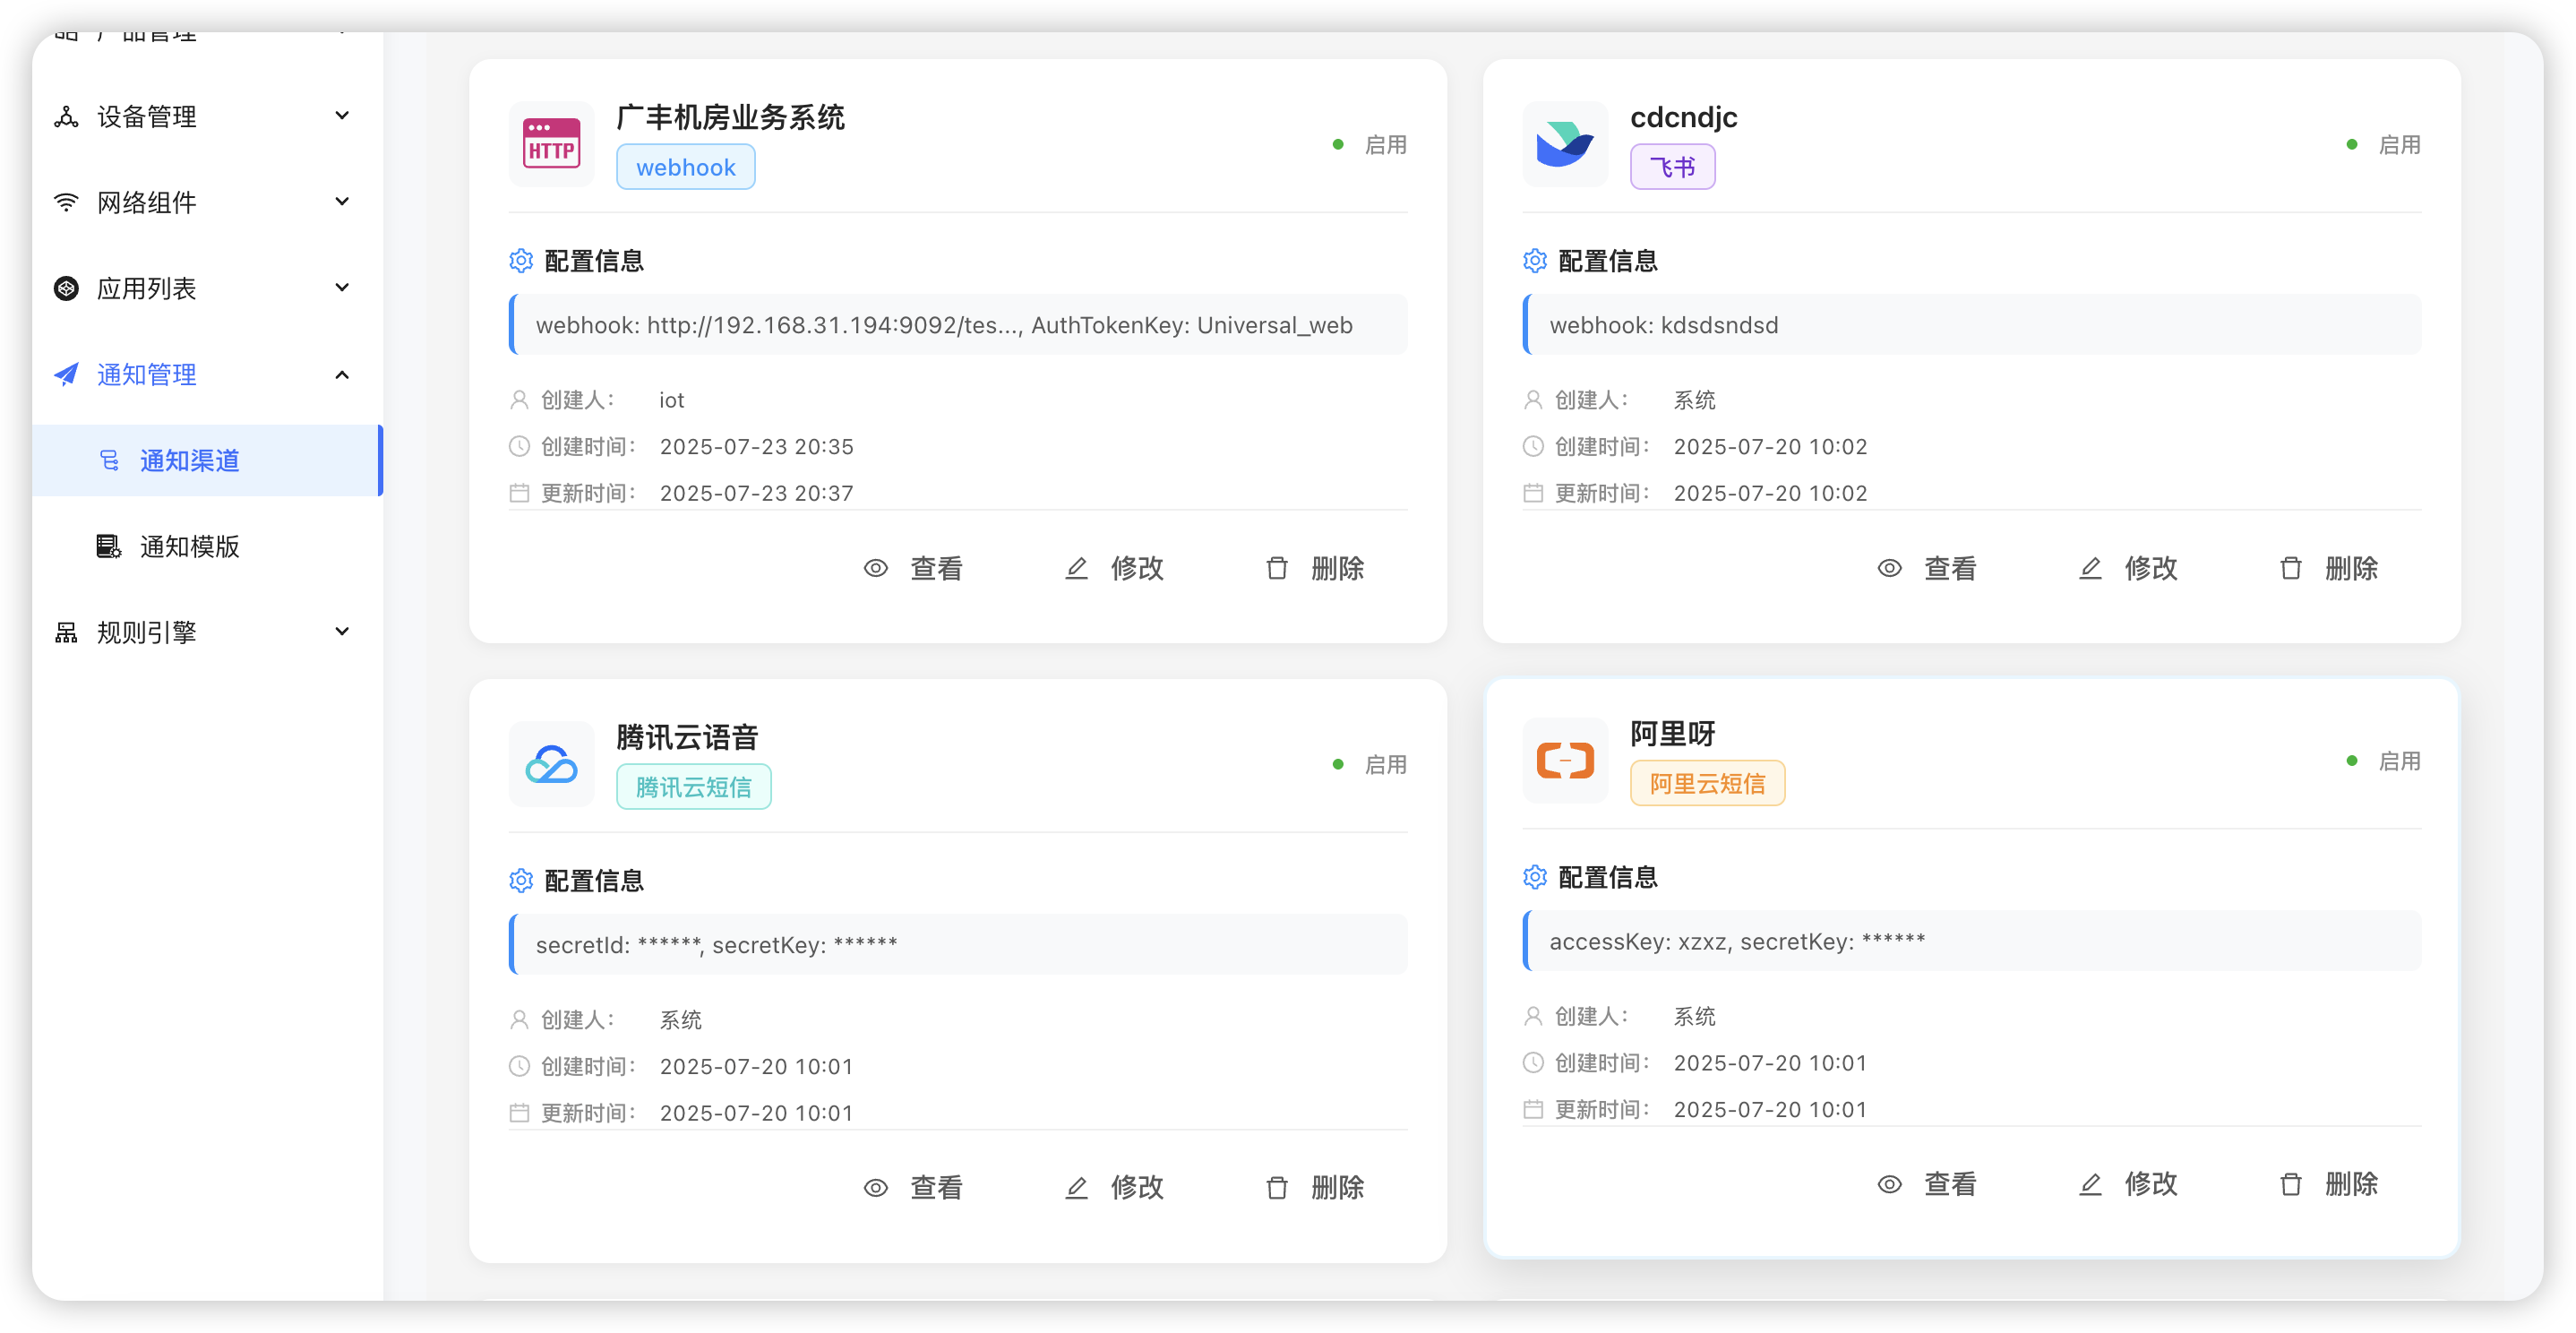 产品管理
设备管理
网络组件
应用列表
通知管理
通知渠道
通知模版
规则引擎
HTTP
广丰机房业务系统
webhook
启用
配置信息
webhook: http://192.168.31.194:9092/tes..., AuthTokenKey: Universal_web
创建人： iot
创建时间： 2025-07-23 20:35
更新时间： 2025-07-23 20:37
查看 修改 删除
cdcndjc
飞书
启用
配置信息
webhook: kdsdsndsd
创建人： 系统
创建时间： 2025-07-20 10:02
更新时间： 2025-07-20 10:02
查看 修改 删除
腾讯云语音
腾讯云短信
启用
配置信息
secretId: ******, secretKey: ******
创建人： 系统
创建时间： 2025-07-20 10:01
更新时间： 2025-07-20 10:01
查看 修改 删除
阿里呀
阿里云短信
启用
配置信息
accessKey: xzxz, secretKey: ******
创建人： 系统
创建时间： 2025-07-20 10:01
更新时间： 2025-07-20 10:01
查看 修改 删除